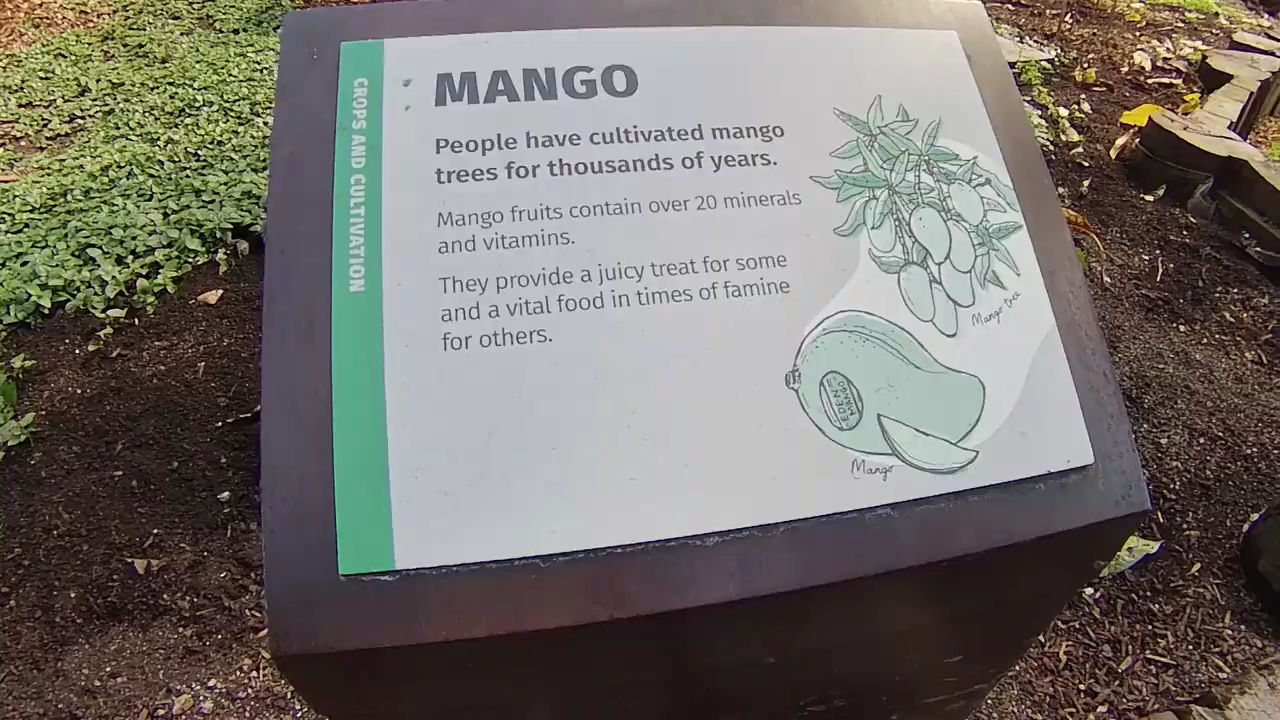 CROPS AND CULTIVATION
MANGO
People have cultivated mango
trees for thousands of years.
Mango fruits contain over 20 minerals
and vitamins.
They provide a juicy treat for some
and a vital food in times of famine
for others.
Mango tree
EDEN
MANGO
Mango